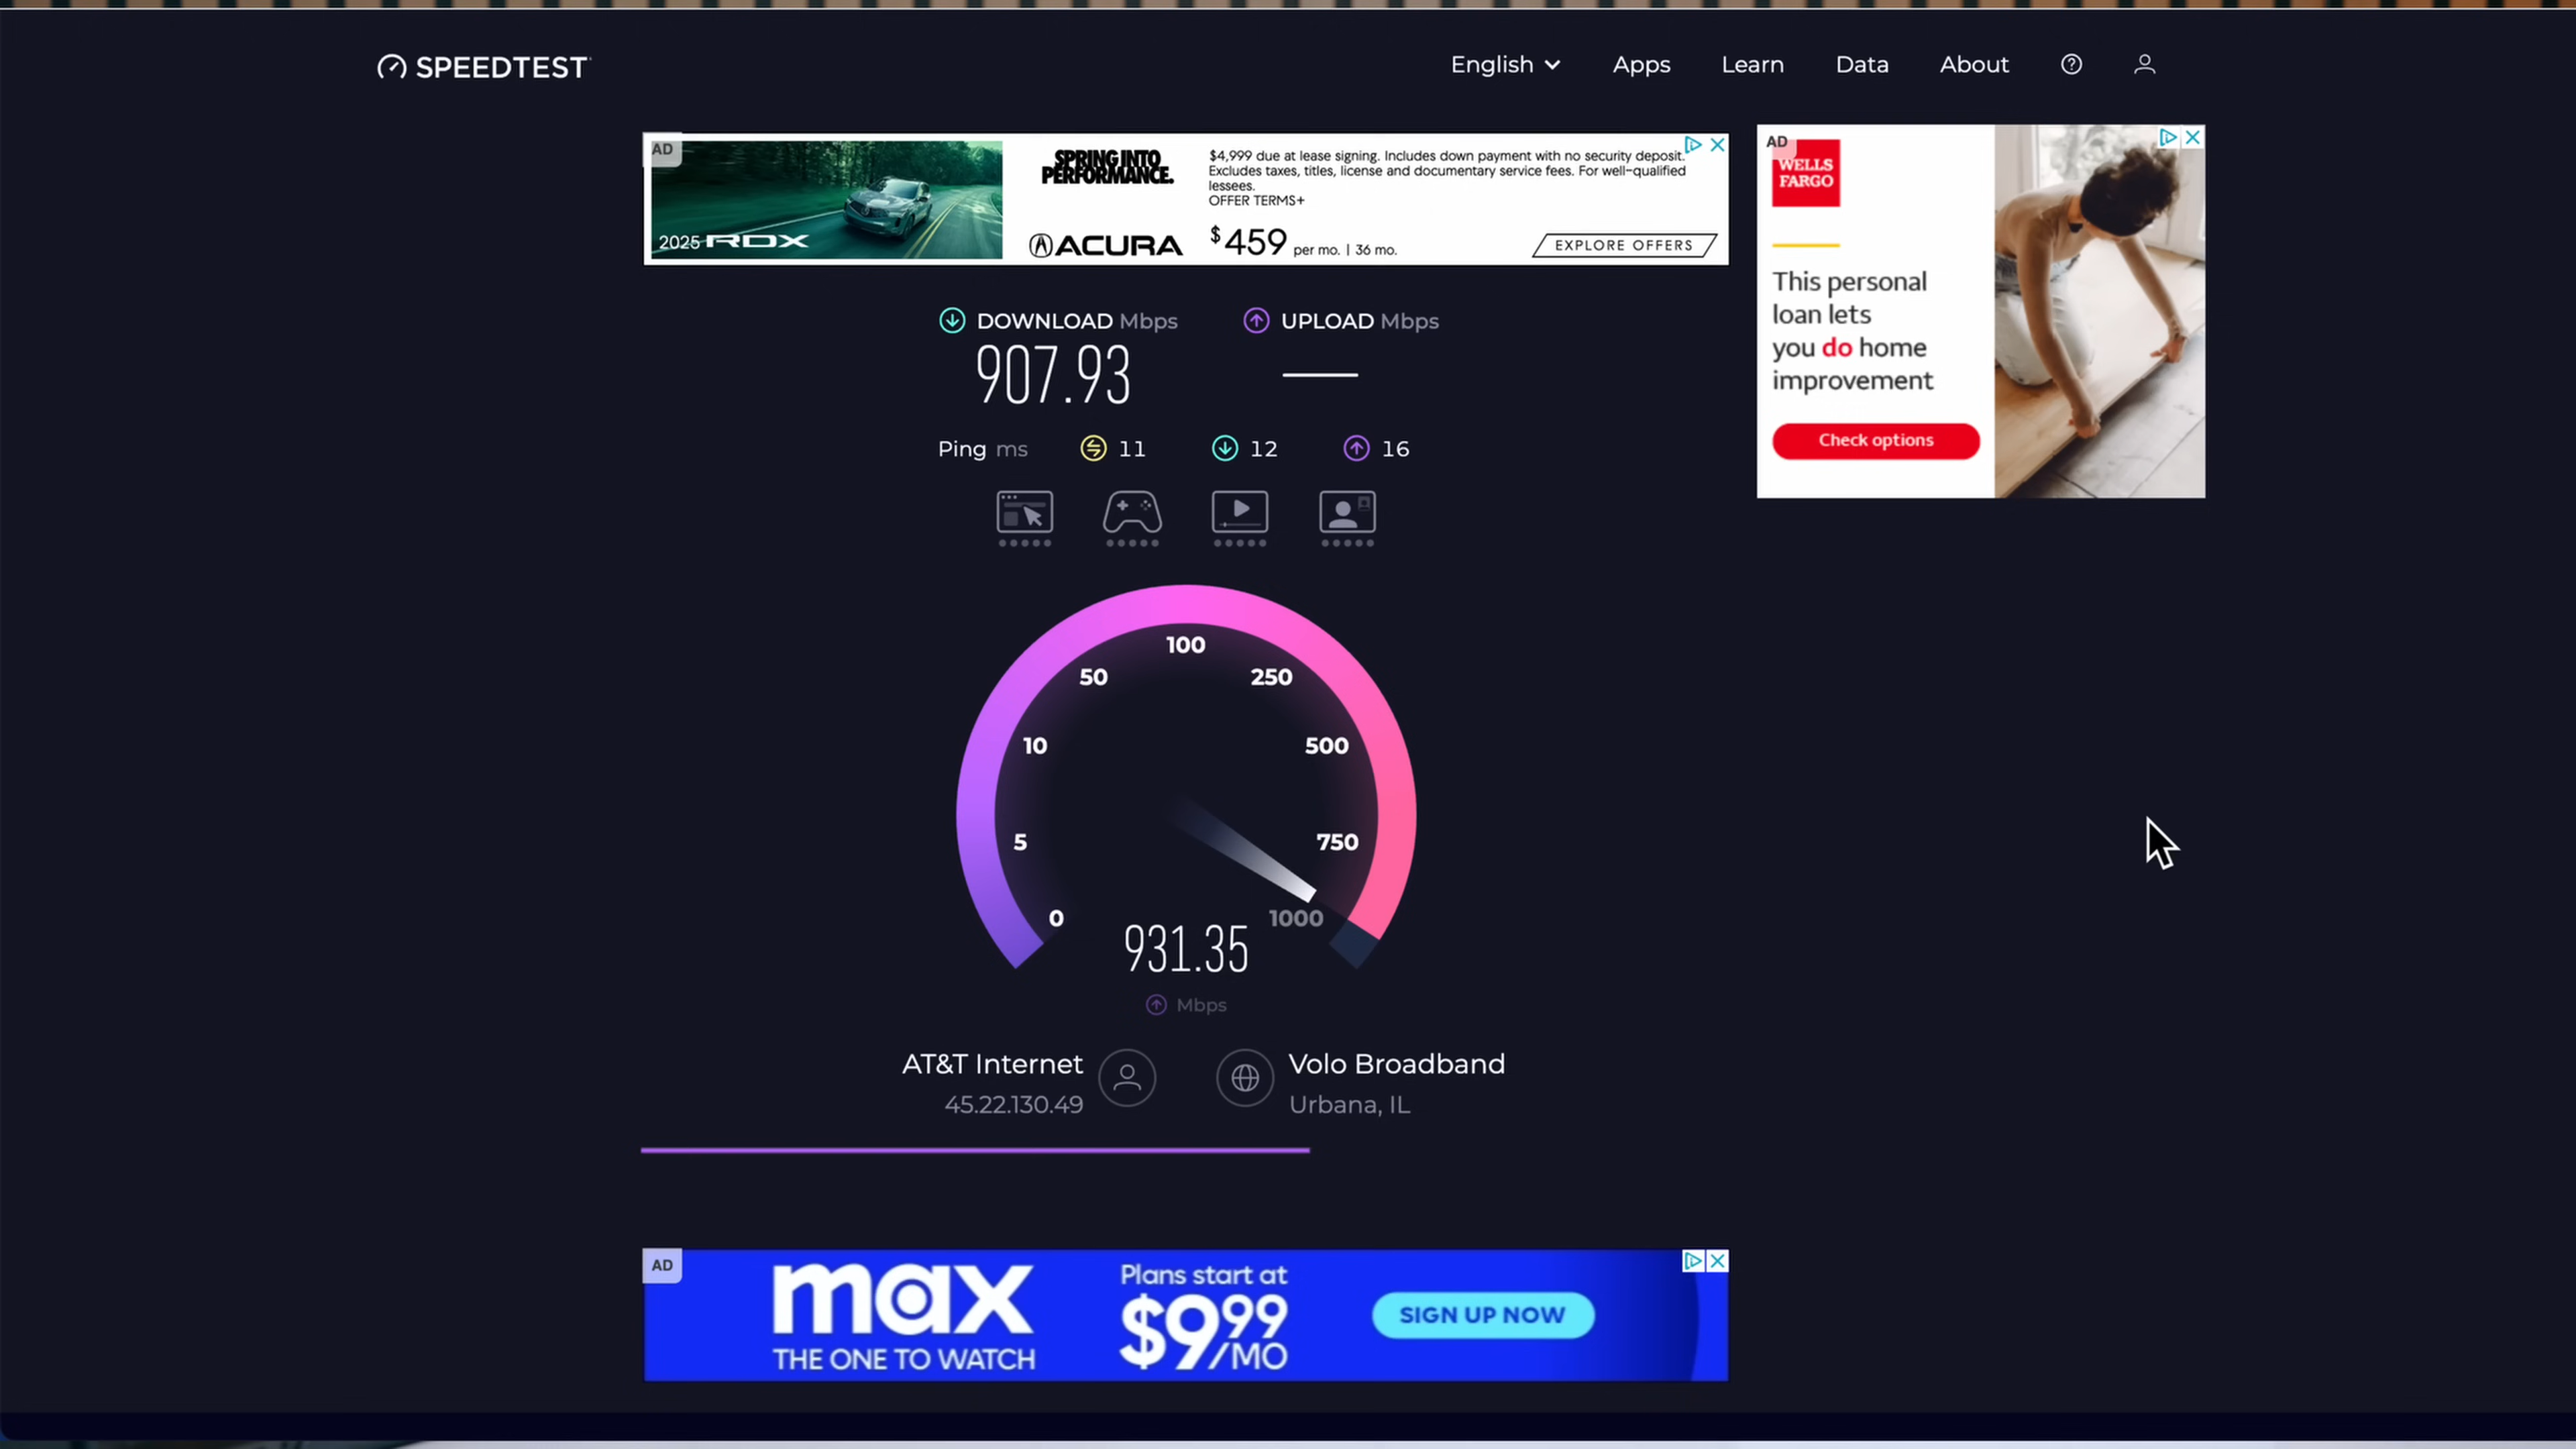 SPEEDTEST
English
Apps
Learn
Data
About
AD
2025 RDX
SPRING INTO
PERFORMANCE.
ACURA
$4,999 due at lease signing. Includes down payment with no security deposit.
Excludes taxes, titles, license and documentary service fees. For well-qualified
lessees.
OFFER TERMS+
$459 per mo. | 36 mo.
EXPLORE OFFERS
AD
WELLS
FARGO
This personal
loan lets
you do home
improvement
Check options
DOWNLOAD Mbps
907.93
UPLOAD Mbps
Ping ms
11
12
16
0
5
10
50
100
250
500
750
1000
931.35
Mbps
AT&T Internet
45.22.130.49
Volo Broadband
Urbana, IL
AD
max
THE ONE TO WATCH
Plans start at
$9.99/MO
SIGN UP NOW